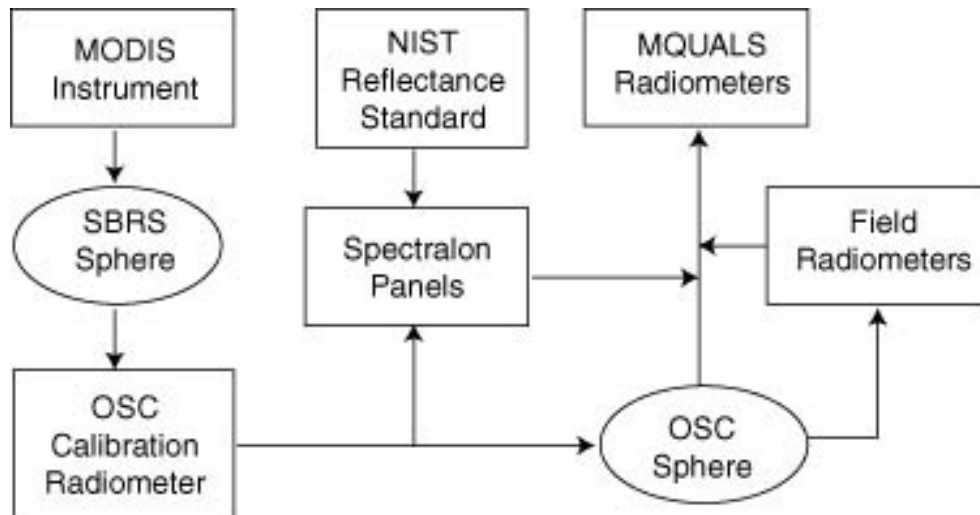 MODIS
Instrument
NIST
Reflectance
Standard
MQUALS
Radiometers
SBRS
Sphere
Spectralon
Panels
Field
Radiometers
OSC
Calibration
Radiometer
OSC
Sphere